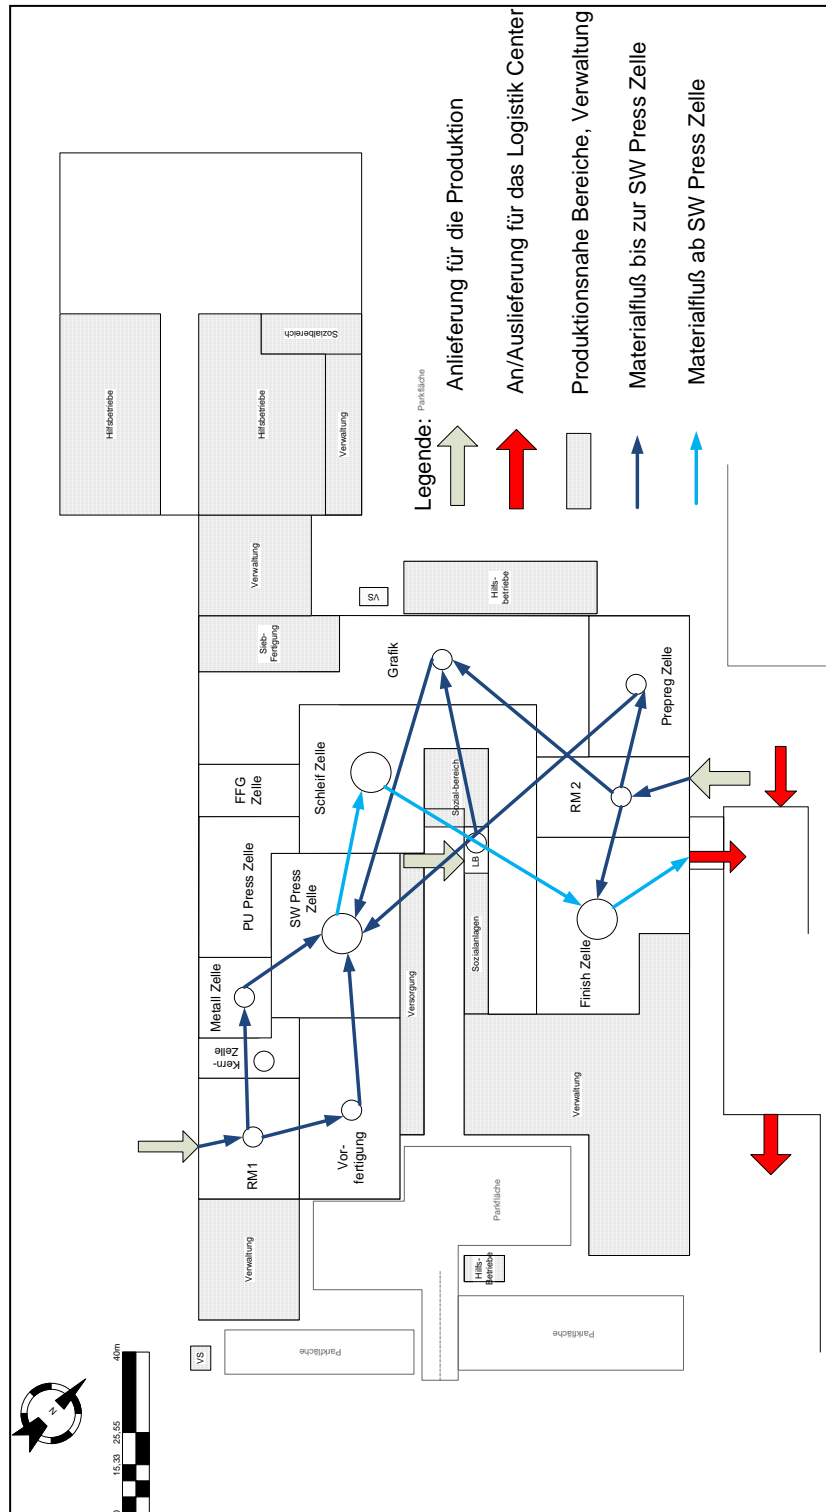 Legende:
Anlieferung für die Produktion
An/Auslieferung für das Logistik Center
Produktionsnahe Bereiche, Verwaltung
Materialfluß bis zur SW Press Zelle
Materialfluß ab SW Press Zelle
Parkfläche
Hilfsbetriebe
Hilfsbetriebe
Sozialbereich
Verwaltung
Verwaltung
Sieb-
Fertigung
VS
Hilfs-
betriebe
Grafik
Prepreg Zelle
FFG
Zelle
Schleif Zelle
Sozial-bereich
RM 2
PU Press Zelle
SW Press
Zelle
LB
Metall Zelle
Versorgung
Sozialanlagen
Finish Zelle
Kern-
Zelle
RM1
Vor-
fertigung
Verwaltung
Verwaltung
Parkfläche
Hilfs-
Betriebe
Parkfläche
Parkfläche
VS
N
0
15,33
25,55
40m